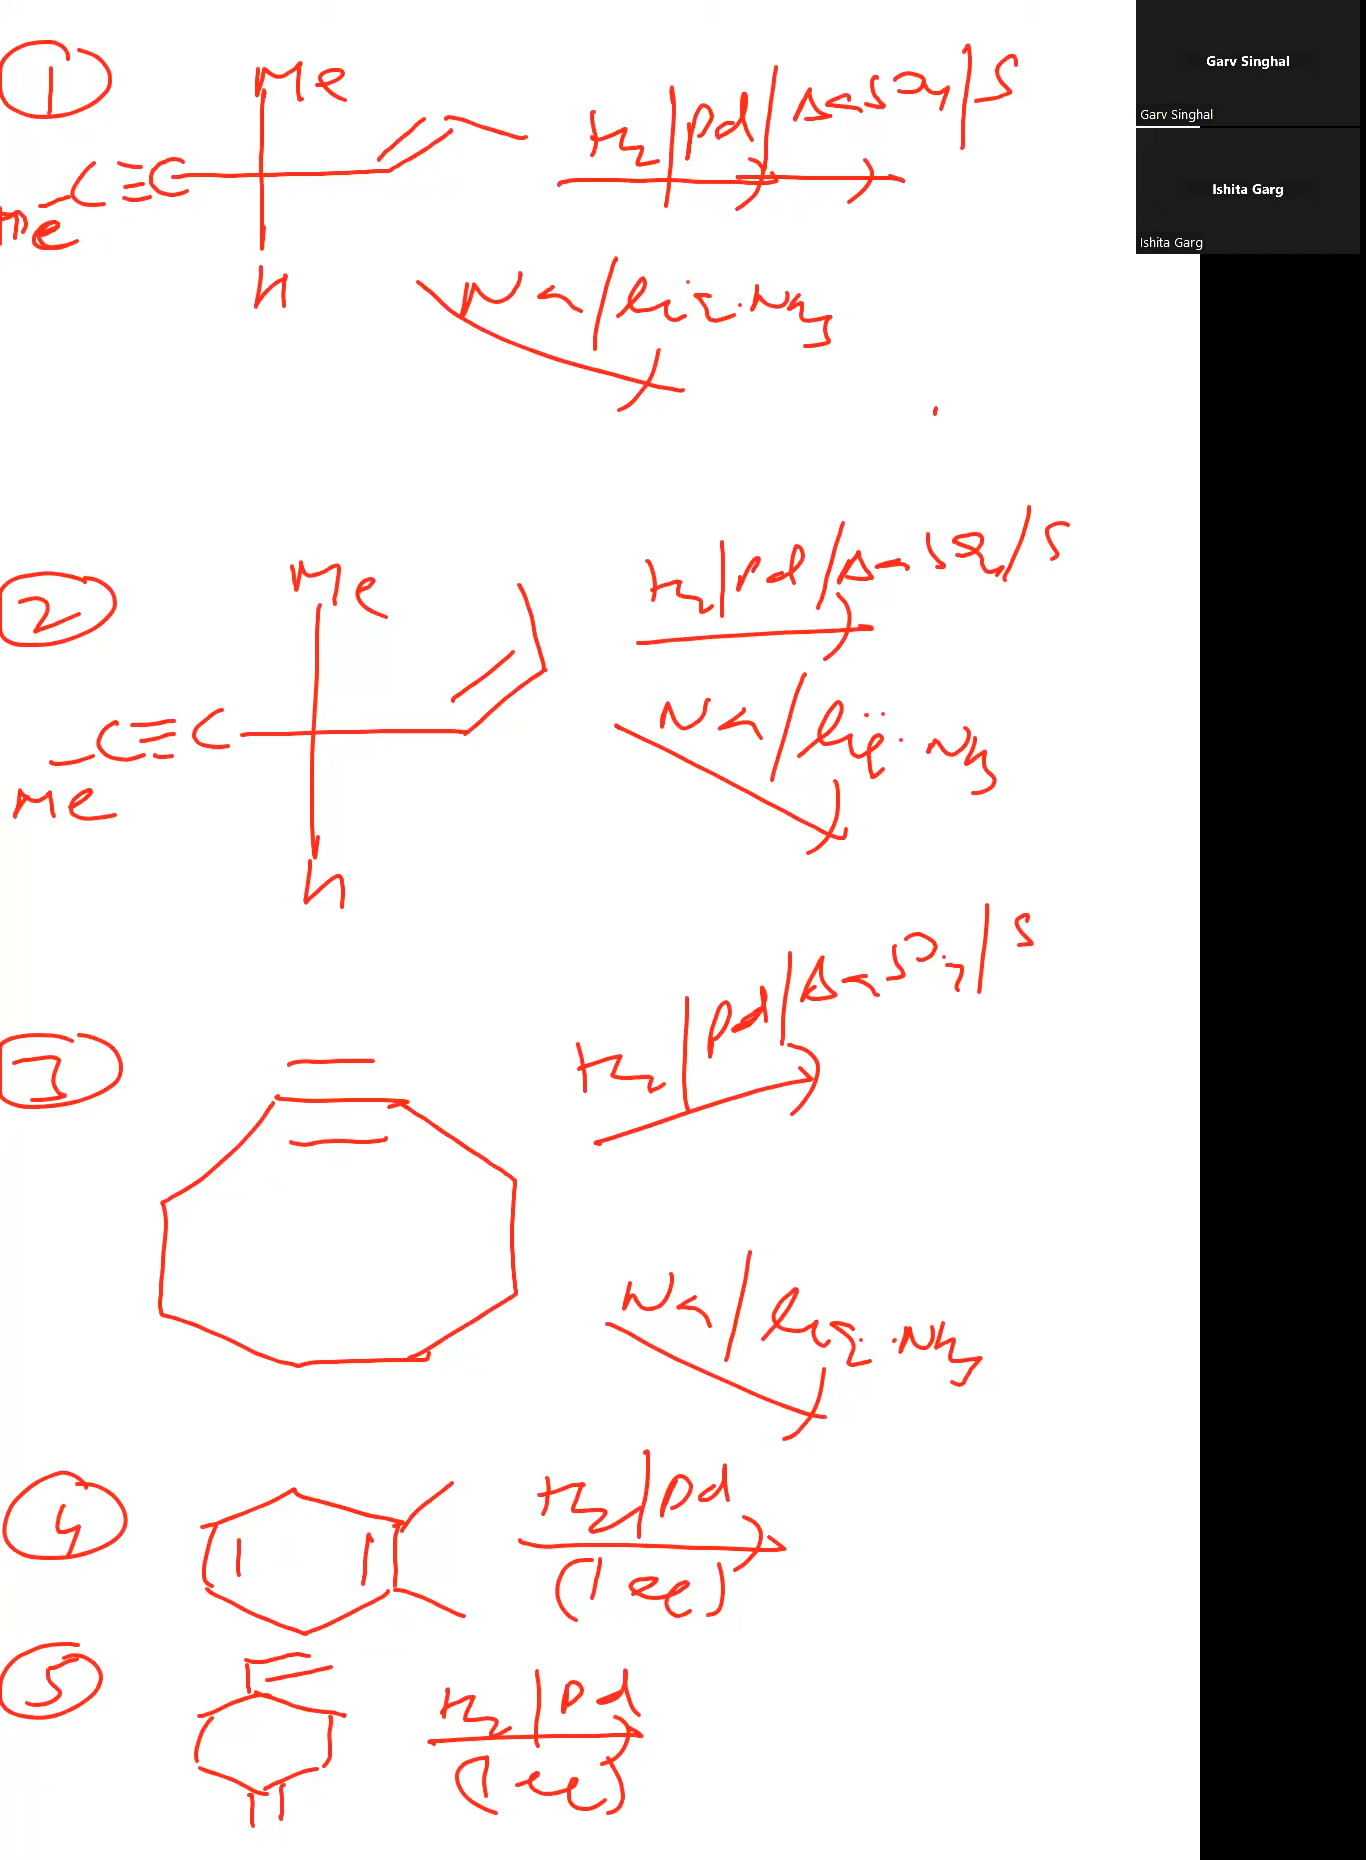 Garv Singhal
Garv Singhal
Ishita Garg
Ishita Garg
1
Me
H2/Pd/BaSO4/S
C≡C
Me
H
Na/liq. NH3
2
Me
H2/Pd/BaSO4/S
Na/liq. NH3
C≡C
Me
H
3
H2/Pd/BaSO4/S
Na/liq. NH3
4
H2/Pd
(1 eq)
5
H2/Pd
(1 eq)